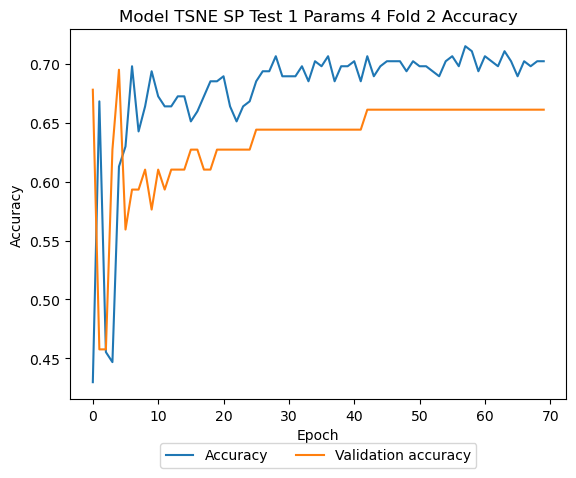 Model TSNE SP Test 1 Params 4 Fold 2 Accuracy
0.70
0.65
0.60
0.55
0.50
0.45
Accuracy
0 10 20 30 40 50 60 70
Epoch
Accuracy Validation accuracy